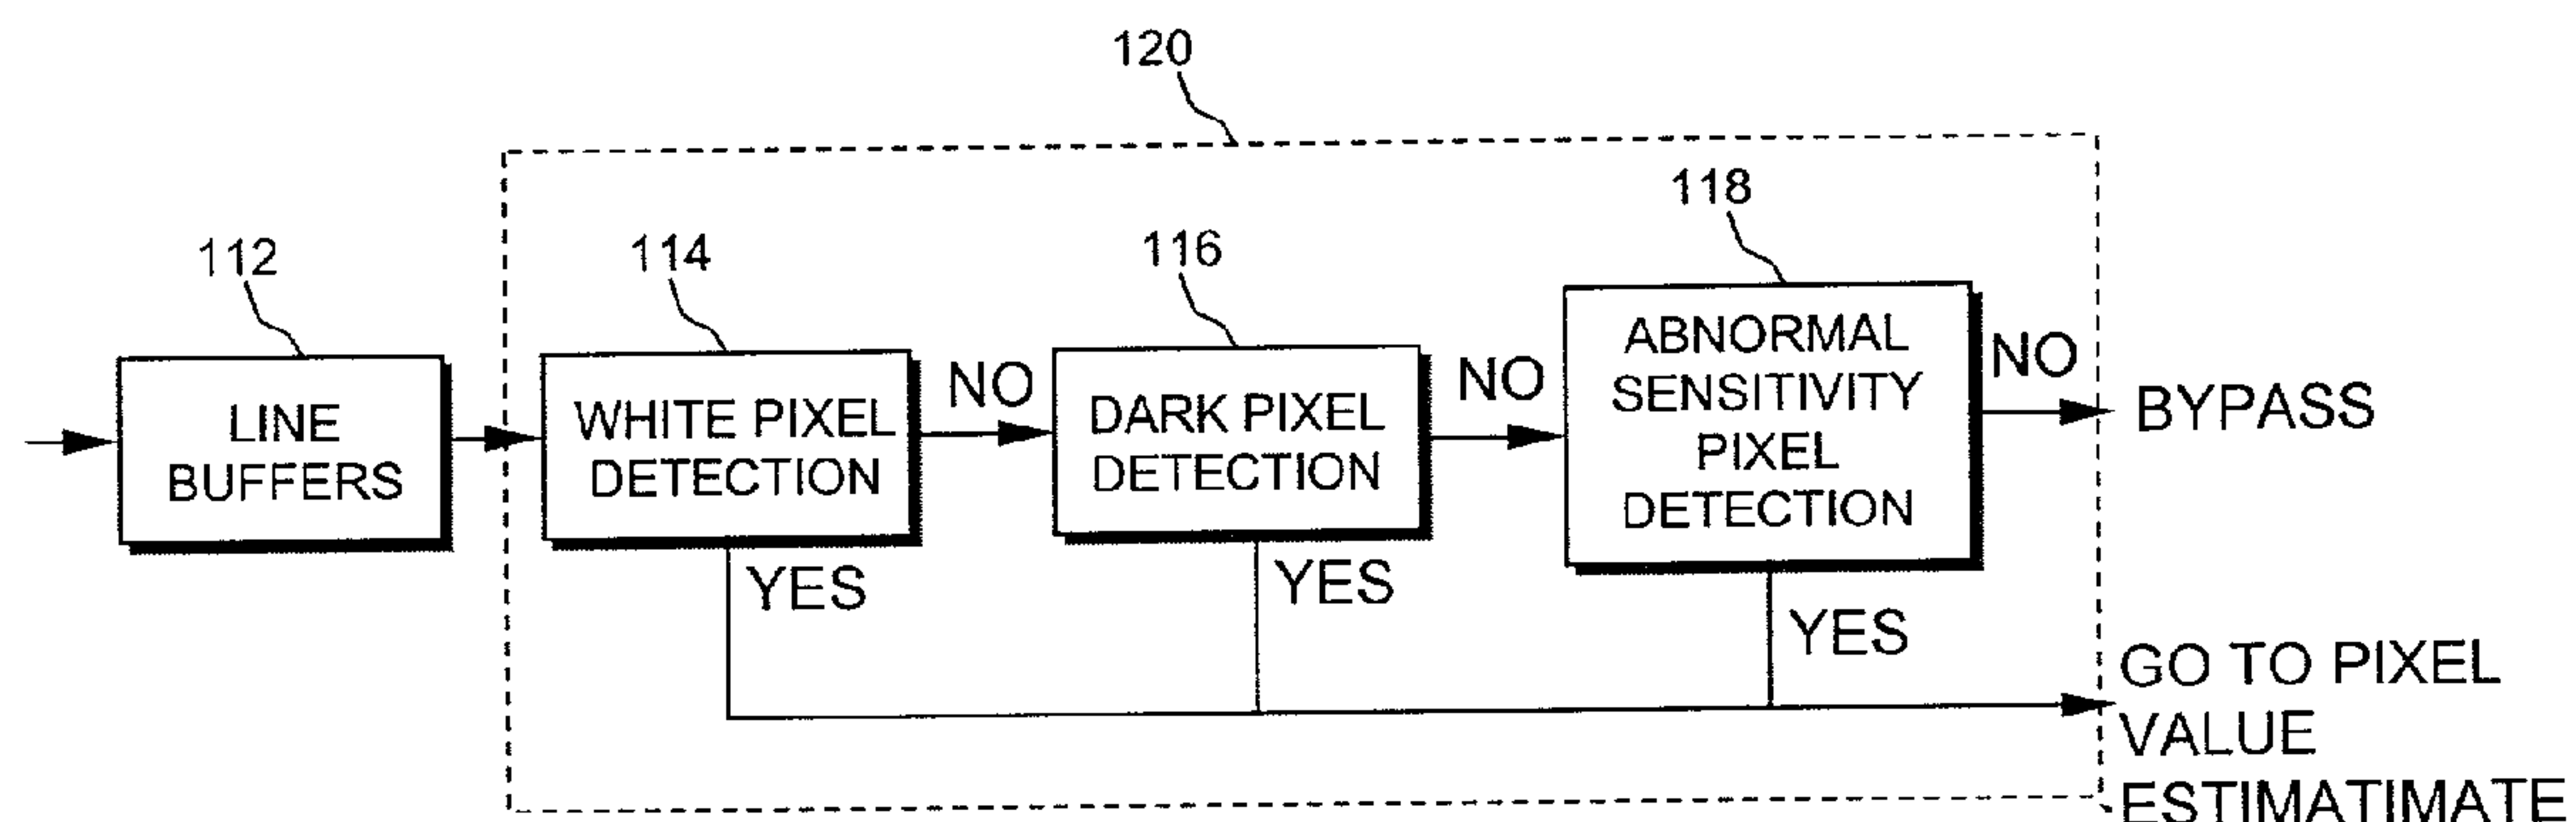 120
118
112
114
116
LINE
BUFFERS
WHITE PIXEL
DETECTION
NO
DARK PIXEL
DETECTION
NO
ABNORMAL
SENSITIVITY
PIXEL
DETECTION
NO
BYPASS
YES
YES
YES
GO TO PIXEL
VALUE
ESTIMATIMATE